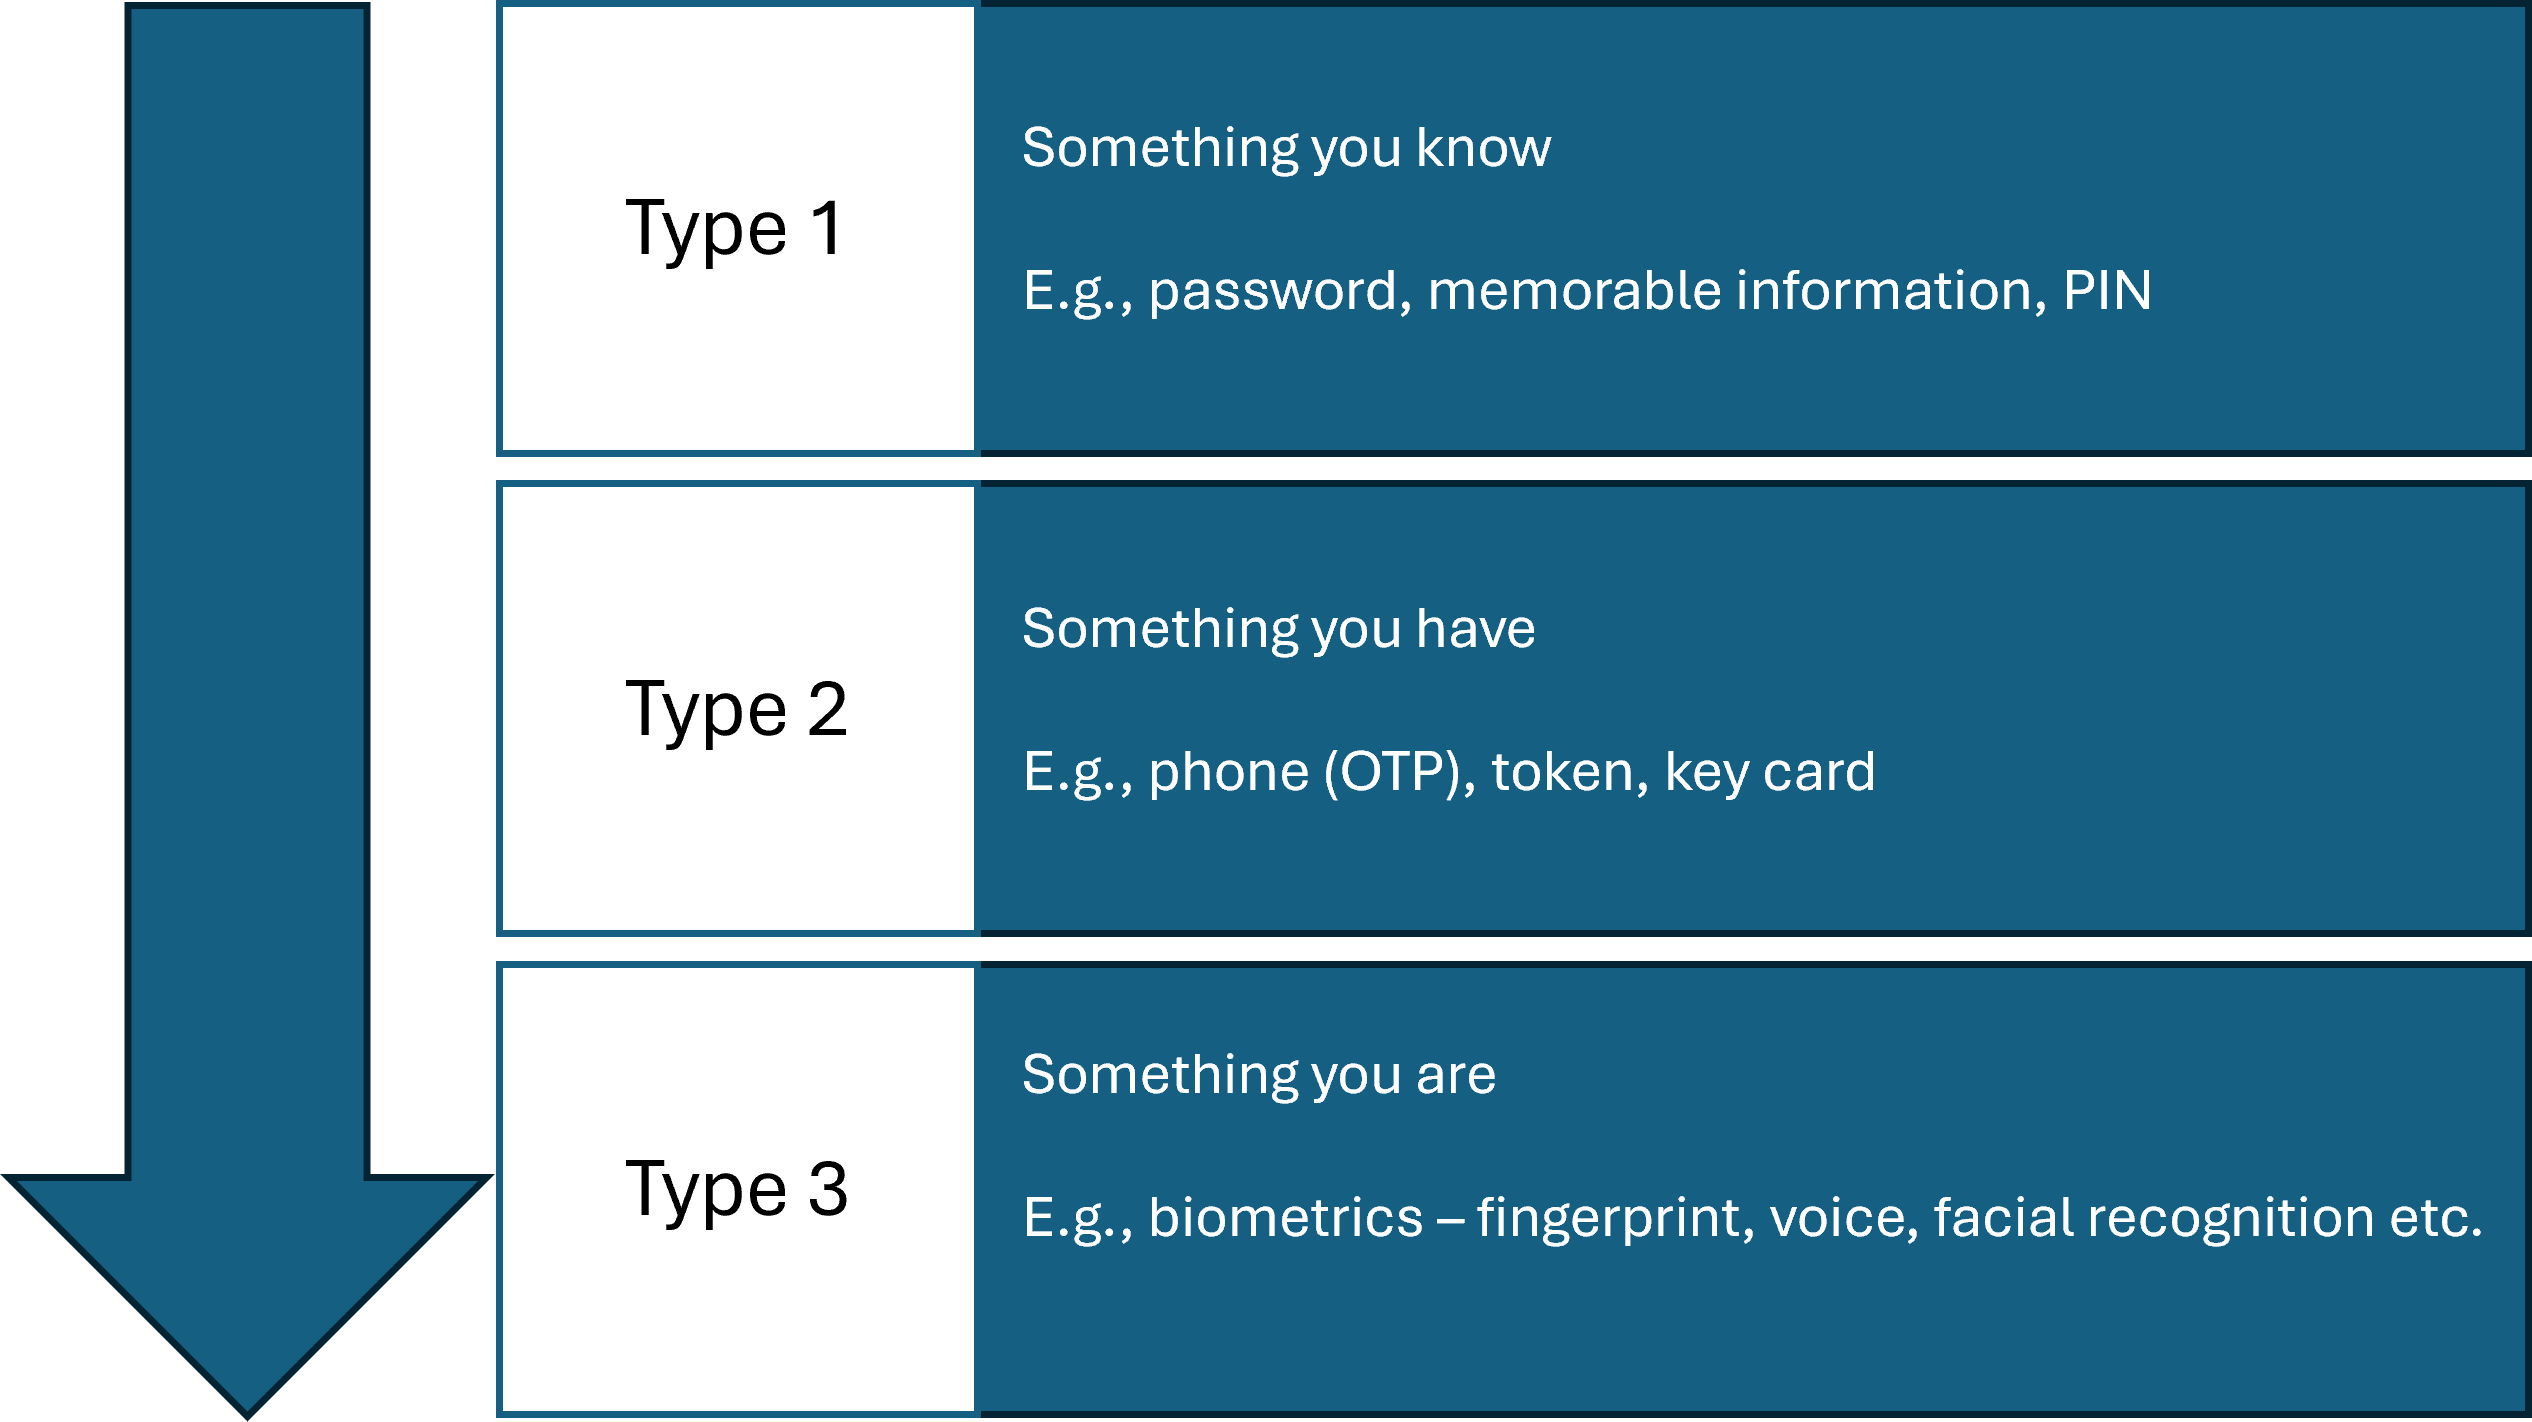 Type 1
Something you know
E.g., password, memorable information, PIN
Type 2
Something you have
E.g., phone (OTP), token, key card
Type 3
Something you are
E.g., biometrics – fingerprint, voice, facial recognition etc.